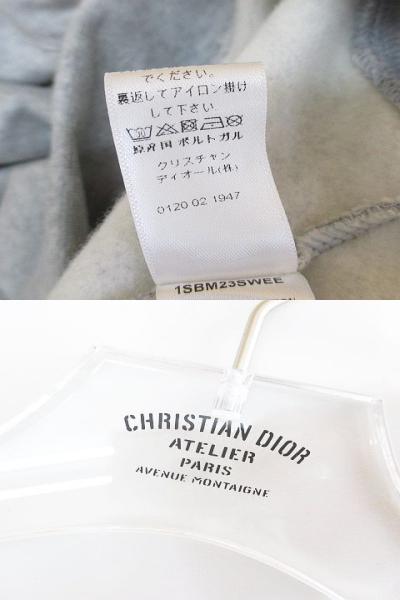 でください。
裏返してアイロン掛け
して下さい
原産国 ポルトガル
クリスチャン
ディオール(株)
0120 02 1947
1SBM23SWEE
CHRISTIAN DIOR
ATELIER
PARIS
AVENUE MONTAIGNE